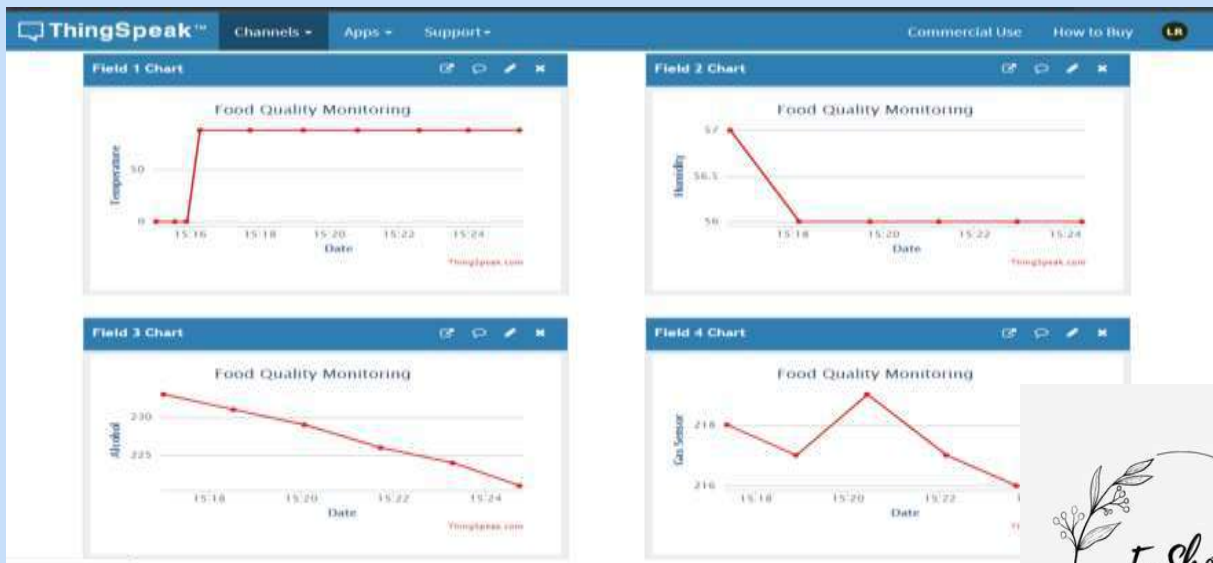 ThingSpeak™ Channels Apps Support Commercial Use How to Buy LR
Field 1 Chart
Food Quality Monitoring
Temperature
50
0
15:16 15:18 15:20 15:22 15:24
Date
ThingSpeak.com
Field 2 Chart
Food Quality Monitoring
Humidity
57
56.5
56
15:18 15:20 15:22 15:24
Date
ThingSpeak.com
Field 3 Chart
Food Quality Monitoring
Alcohol
230
225
15:18 15:20 15:22 15:24
Date
ThingSpeak.com
Field 4 Chart
Food Quality Monitoring
Gas Sensor
218
216
15:18 15:20 15:22
Date